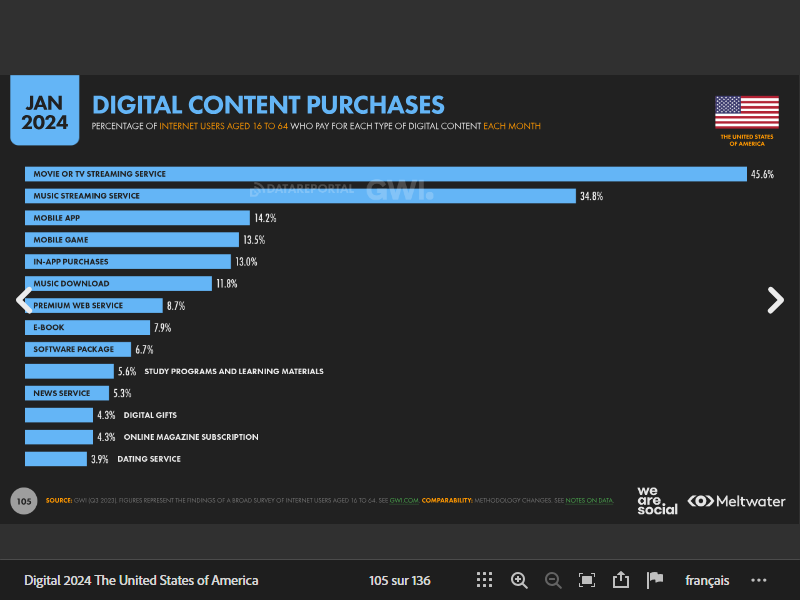 JAN
2024
DIGITAL CONTENT PURCHASES
PERCENTAGE OF INTERNET USERS AGED 16 TO 64 WHO PAY FOR EACH TYPE OF DIGITAL CONTENT EACH MONTH
THE UNITED STATES
OF AMERICA
MOVIE OR TV STREAMING SERVICE 45.6%
DATAREPORTAL GWI.
MUSIC STREAMING SERVICE 34.8%
MOBILE APP 14.2%
MOBILE GAME 13.5%
IN-APP PURCHASES 13.0%
MUSIC DOWNLOAD 11.8%
PREMIUM WEB SERVICE 8.7%
E-BOOK 7.9%
SOFTWARE PACKAGE 6.7%
5.6% STUDY PROGRAMS AND LEARNING MATERIALS
NEWS SERVICE 5.3%
4.3% DIGITAL GIFTS
4.3% ONLINE MAGAZINE SUBSCRIPTION
3.9% DATING SERVICE
105 SOURCE: GWI (Q3 2023). FIGURES REPRESENT THE FINDINGS OF A BROAD SURVEY OF INTERNET USERS AGED 16 TO 64. SEE GWI.COM. COMPARABILITY: METHODOLOGY CHANGES. SEE NOTES ON DATA.
we
are
social
Meltwater
Digital 2024 The United States of America 105 sur 136 français